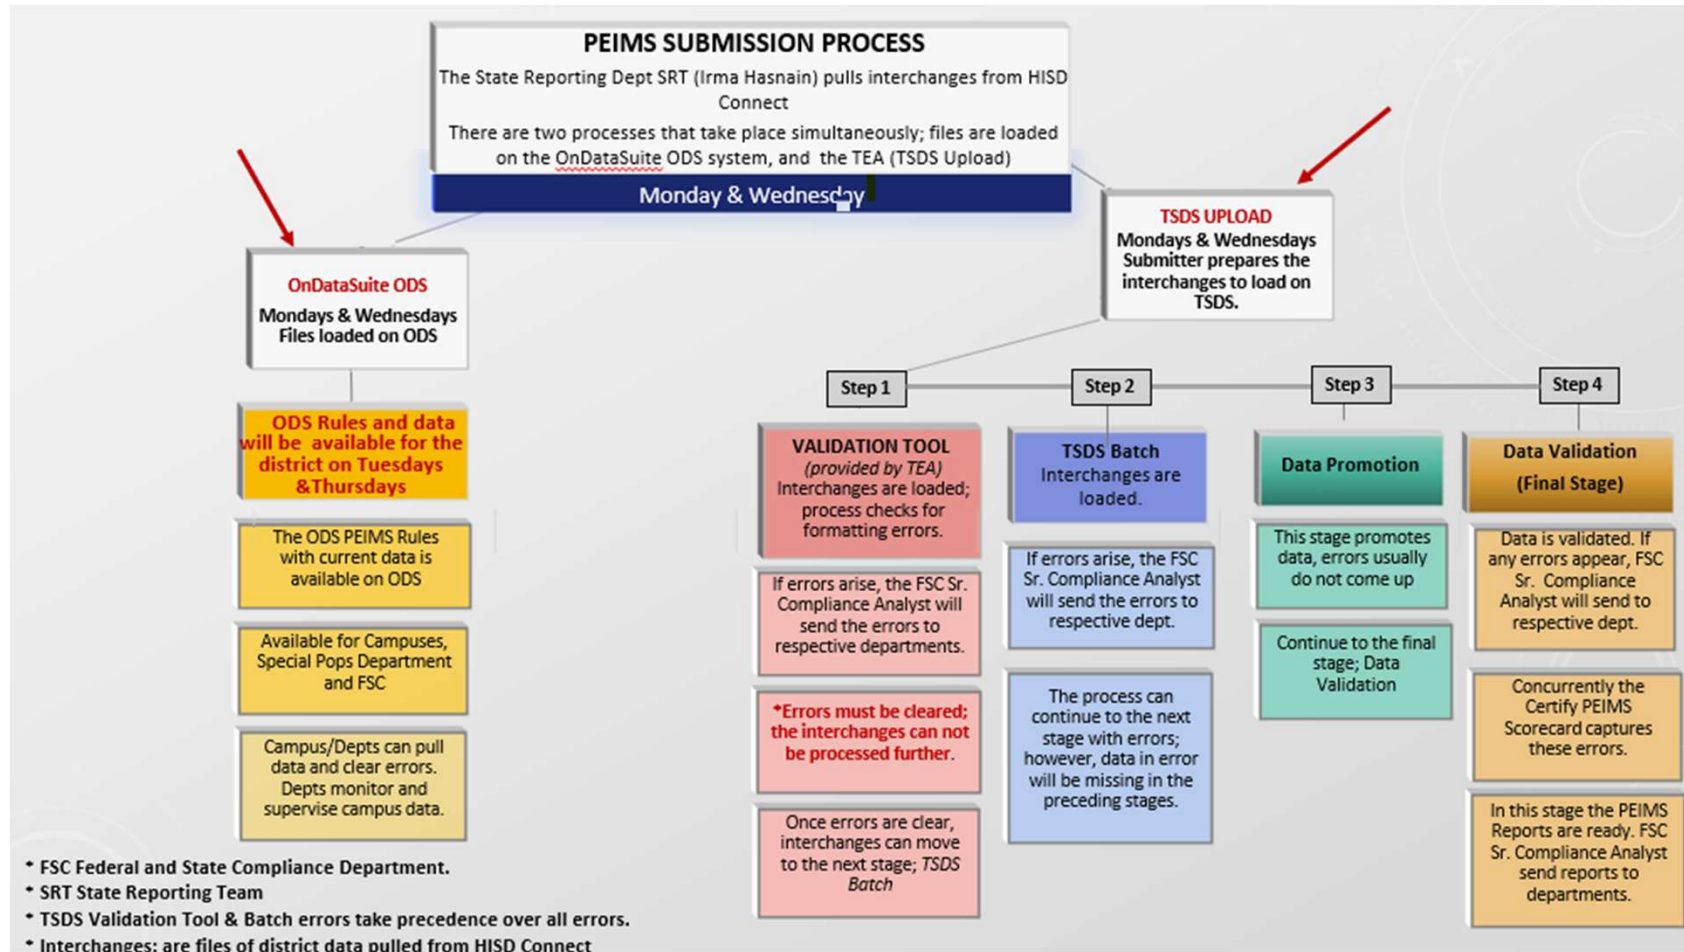 PEIMS SUBMISSION PROCESS
The State Reporting Dept SRT (Irma Hasnain) pulls interchanges from HISD
Connect
There are two processes that take place simultaneously; files are loaded
on the OnDataSuite ODS system, and the TEA (TSDS Upload)
Monday & Wednesday
OnDataSuite ODS
Mondays & Wednesdays
Files loaded on ODS
ODS Rules and data
will be available for the
district on Tuesdays
&Thursdays
The ODS PEIMS Rules
with current data is
available on ODS
Available for Campuses,
Special Pops Department
and FSC
Campus/Depts can pull
data and clear errors.
Depts monitor and
supervise campus data.
TSDS UPLOAD
Mondays & Wednesdays
Submitter prepares the
interchanges to load on
TSDS.
Step 1
VALIDATION TOOL
(provided by TEA)
Interchanges are loaded;
process checks for
formatting errors.
If errors arise, the FSC Sr.
Compliance Analyst will
send the errors to
respective departments.
*Errors must be cleared;
the interchanges can not
be processed further.
Once errors are clear,
interchanges can move
to the next stage; TSDS
Batch
Step 2
TSDS Batch
Interchanges are
loaded.
If errors arise, the FSC
Sr. Compliance Analyst
will send the errors to
respective dept.
The process can
continue to the next
stage with errors;
however, data in error
will be missing in the
preceding stages.
Step 3
Data Promotion
This stage promotes
data, errors usually
do not come up
Continue to the final
stage; Data
Validation
Step 4
Data Validation
(Final Stage)
Data is validated. If
any errors appear, FSC
Sr. Compliance
Analyst will send to
respective dept.
Concurrently the
Certify PEIMS
Scorecard captures
these errors.
In this stage the PEIMS
Reports are ready. FSC
Sr. Compliance Analyst
send reports to
departments.
* FSC Federal and State Compliance Department.
* SRT State Reporting Team
* TSDS Validation Tool & Batch errors take precedence over all errors.
* Interchanges: are files of district data pulled from HISD Connect